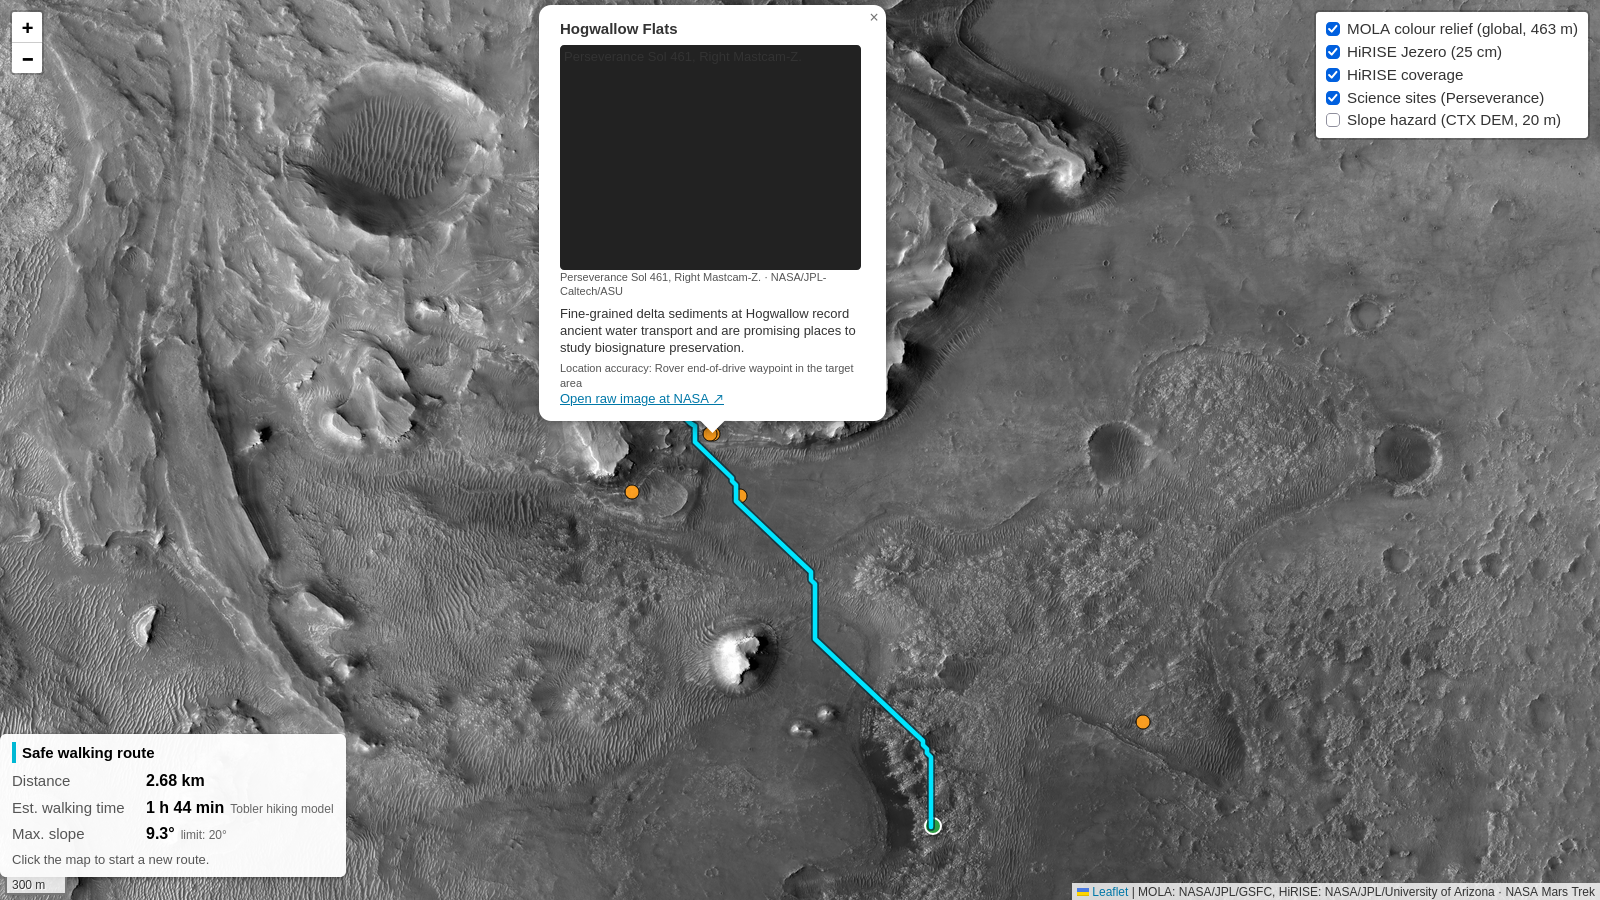 +
−
Hogwallow Flats
×
Perseverance Sol 461, Right Mastcam-Z.
Perseverance Sol 461, Right Mastcam-Z. · NASA/JPL-
Caltech/ASU
Fine-grained delta sediments at Hogwallow record
ancient water transport and are promising places to
study biosignature preservation.
Location accuracy: Rover end-of-drive waypoint in the target
area
Open raw image at NASA ↗
MOLA colour relief (global, 463 m)
HiRISE Jezero (25 cm)
HiRISE coverage
Science sites (Perseverance)
Slope hazard (CTX DEM, 20 m)
Safe walking route
Distance 2.68 km
Est. walking time 1 h 44 min Tobler hiking model
Max. slope 9.3° limit: 20°
Click the map to start a new route.
300 m
Leaflet | MOLA: NASA/JPL/GSFC, HiRISE: NASA/JPL/University of Arizona · NASA Mars Trek